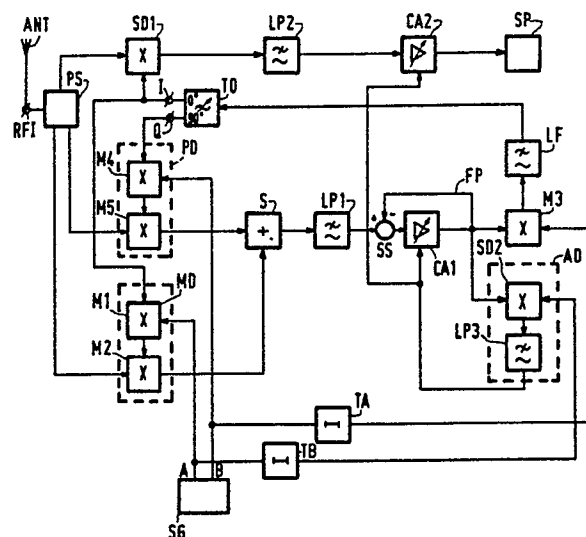 ANT
SD1
LP2
CA2
SP
X
PS
I
0°
TO
RFI
Q
90°
PD
LF
M4
X
FP
M5
X
S
+
LP1
+
-
SS
CA1
M3
X
SD2
AD
M1
MD
X
X
M2
X
LP3
TA
TB
A
B
SG